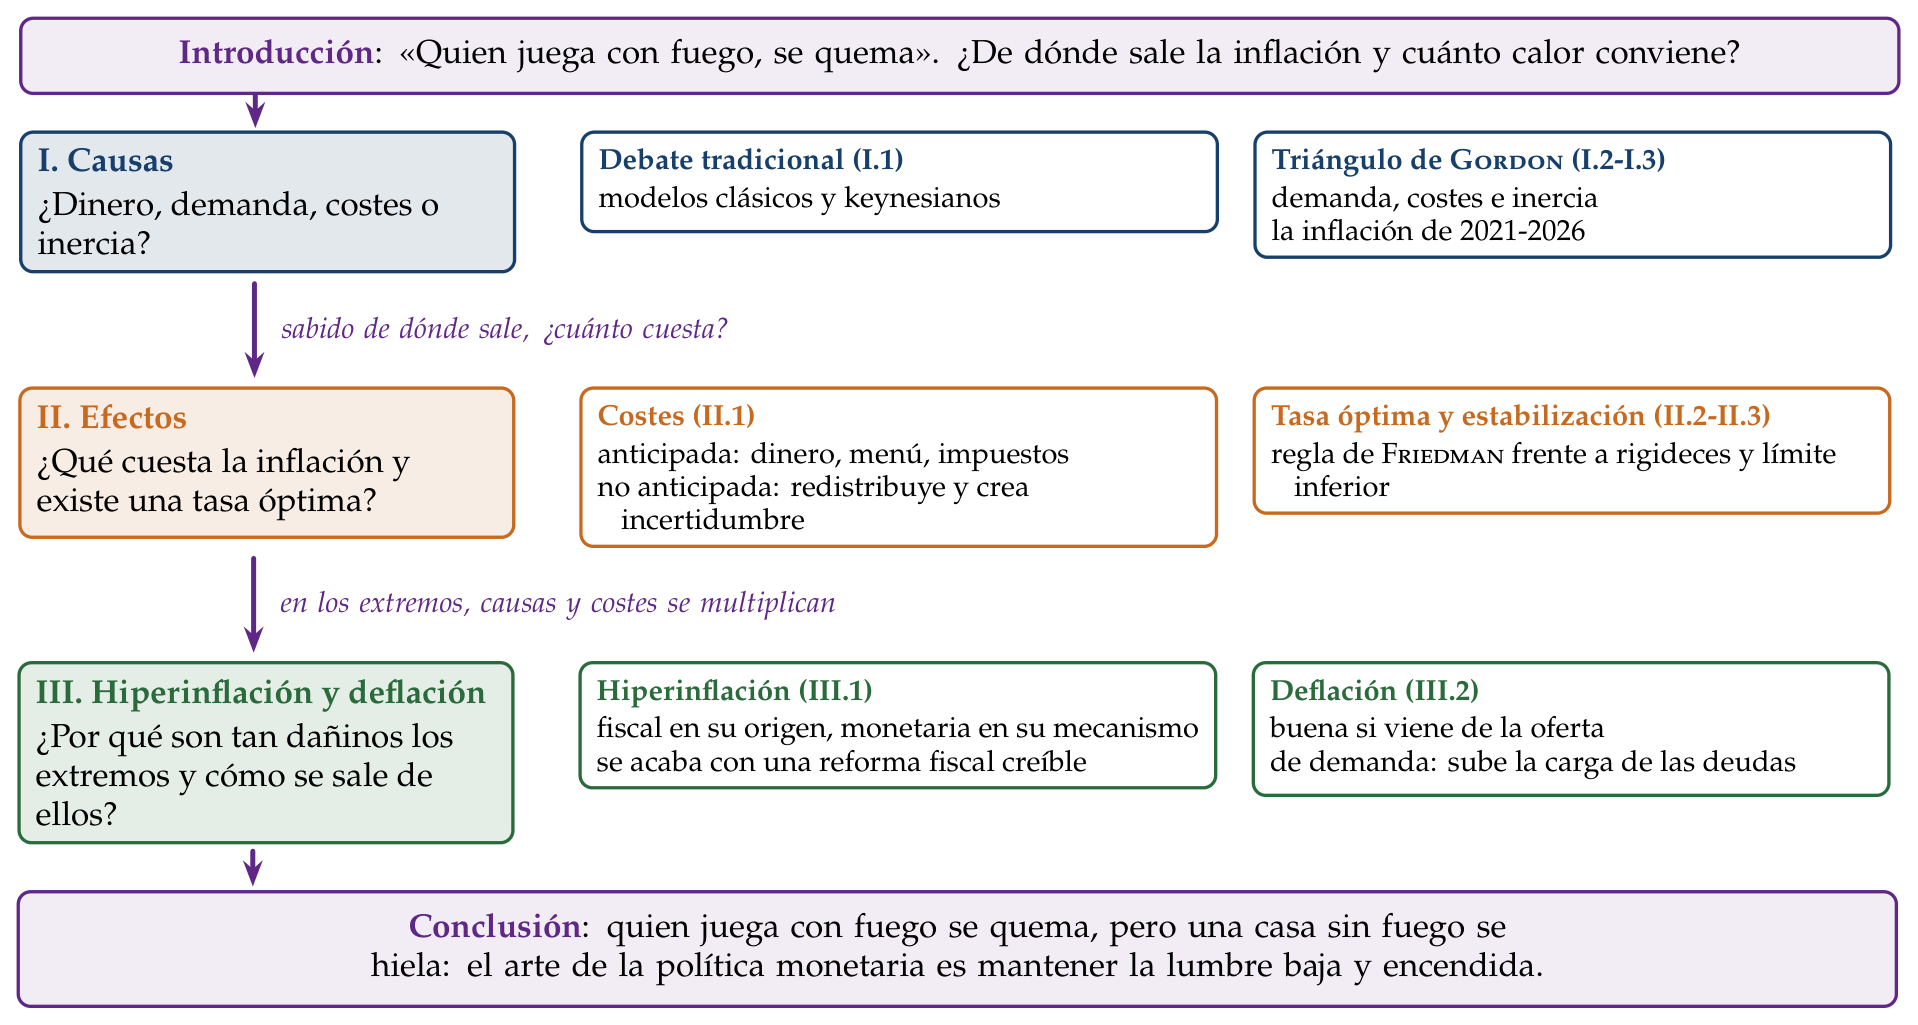 Introducción: «Quien juega con fuego, se quema». ¿De dónde sale la inflación y cuánto calor conviene?
I. Causas
¿Dinero, demanda, costes o
inercia?
Debate tradicional (I.1)
modelos clásicos y keynesianos
Triángulo de GORDON (I.2-I.3)
demanda, costes e inercia
la inflación de 2021-2026
sabido de dónde sale, ¿cuánto cuesta?
II. Efectos
¿Qué cuesta la inflación y
existe una tasa óptima?
Costes (II.1)
anticipada: dinero, menú, impuestos
no anticipada: redistribuye y crea
incertidumbre
Tasa óptima y estabilización (II.2-II.3)
regla de FRIEDMAN frente a rigideces y límite
inferior
en los extremos, causas y costes se multiplican
III. Hiperinflación y deflación
¿Por qué son tan dañinos los
extremos y cómo se sale de
ellos?
Hiperinflación (III.1)
fiscal en su origen, monetaria en su mecanismo
se acaba con una reforma fiscal creíble
Deflación (III.2)
buena si viene de la oferta
de demanda: sube la carga de las deudas
Conclusión: quien juega con fuego se quema, pero una casa sin fuego se
hiela: el arte de la política monetaria es mantener la lumbre baja y encendida.